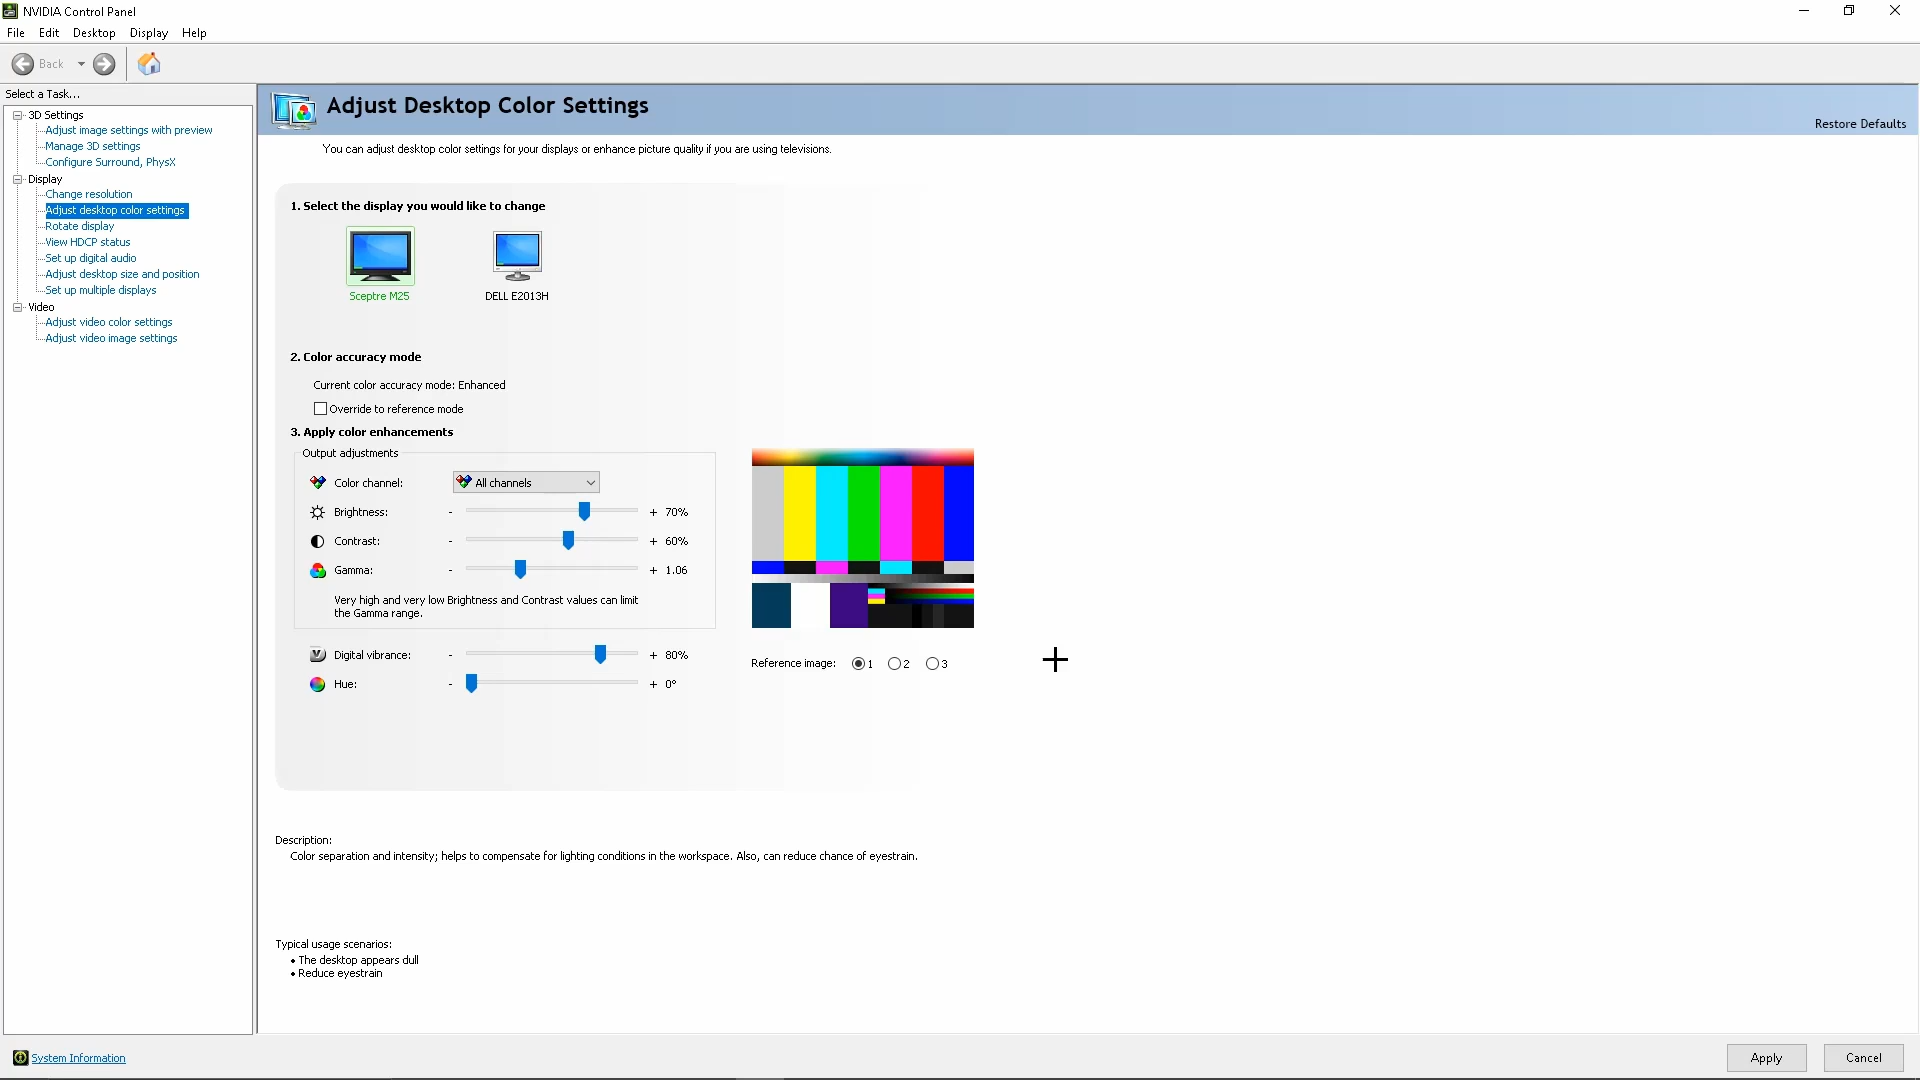 NVIDIA Control Panel
File Edit Desktop Display Help
Back
Select a Task...
3D Settings
Adjust image settings with preview
Manage 3D settings
Configure Surround, PhysX
Display
Change resolution
Adjust desktop color settings
Rotate display
View HDCP status
Set up digital audio
Adjust desktop size and position
Set up multiple displays
Video
Adjust video color settings
Adjust video image settings
System Information
Adjust Desktop Color Settings
Restore Defaults
You can adjust desktop color settings for your displays or enhance picture quality if you are using televisions.
1. Select the display you would like to change
Sceptre M25 DELL E2013H
2. Color accuracy mode
Current color accuracy mode: Enhanced
Override to reference mode
3. Apply color enhancements
Output adjustments
Color channel: All channels
Brightness: - + 70%
Contrast: - + 60%
Gamma: - + 1.06
Very high and very low Brightness and Contrast values can limit
the Gamma range.
Digital vibrance: - + 80%
Hue: - + 0°
Reference image: 1 2 3
Description:
Color separation and intensity; helps to compensate for lighting conditions in the workspace. Also, can reduce chance of eyestrain.
Typical usage scenarios:
• The desktop appears dull
• Reduce eyestrain
Apply Cancel